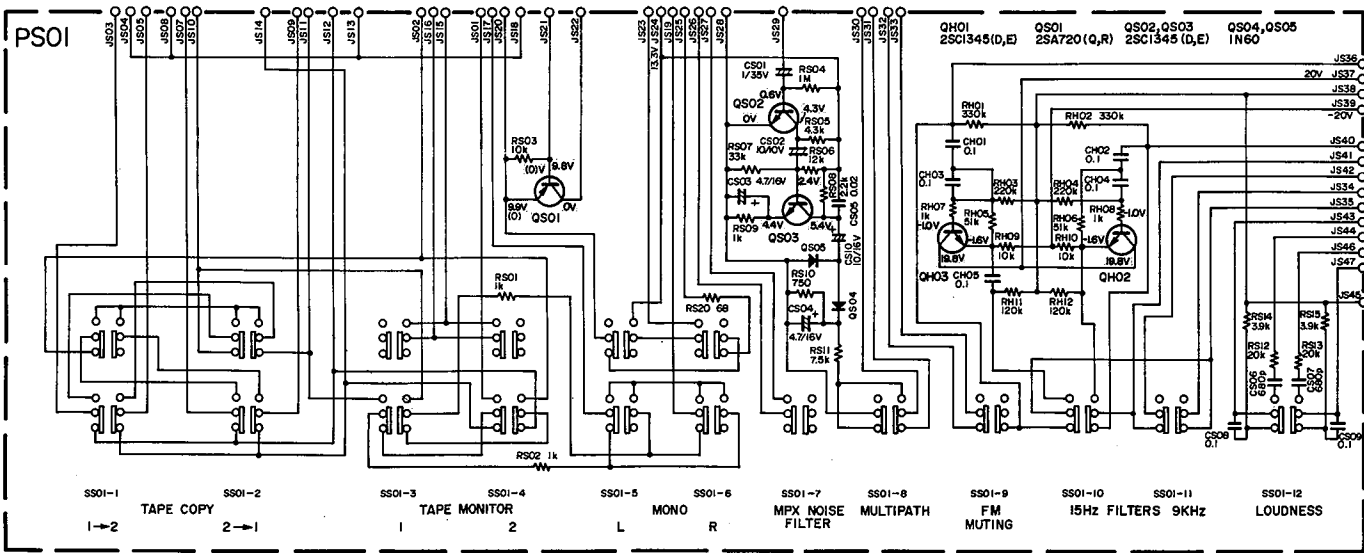 PS01
JS03
JS04
JS05
JS08
JS07
JS10
JS14
JS09
JS11
JS12
JS13
JS02
JS16
JS15
JS01
JS17
JS20
JS18
JS21
JS22
JS23
JS24
13.3V
JS19
JS25
JS26
JS27
JS28
JS29
JS30
JS31
JS32
JS33
QH01 QS01 QS02,QS03 QS04,QS05
2SC1345(D,E) 2SA720(Q,R) 2SC1345(D,E) 1N60
JS36
20V JS37
JS38
JS39
-20V
JS40
JS41
JS42
JS34
JS35
JS43
JS44
JS46
JS47
JS45
CS01
1/35V
RS04
1M
0.6V
QS02
4.3V
0V
RS05
4.3k
CS02
10/10V
RS06
12k
RS07
33k
2.4V
RS08
2.2k
CS03
4.7/16V
+
0.02
CS05
RS09
1k
4.4V
5.4V
+
QS03
CS10
10/16V
QS05
RS10
750
QS04
CS04
+
4.7/16V
RS11
7.5k
RS03
10k
(0)V
9.8V
9.9V
(0)
0V
QS01
RS01
1k
RS20 68
RS02 1k
RH01
330k
RH02 330k
CH01
0.1
CH02
0.1
CH03
0.1
CH04
0.1
RH03
220k
RH04
220k
RH07
1k
RH05
51k
RH06
51k
RH08
1k
-1.0V
-1.0V
-1.6V
-1.6V
RH09
10k
RH10
10k
19.8V
19.8V
QH03
QH02
CH05
0.1
RH11
120k
RH12
120k
RS14
3.9k
RS15
3.9k
RS12
20k
RS13
20k
CS06
680p
CS07
680p
CS08
0.1
CS09
0.1
SS01-1 SS01-2 SS01-3 SS01-4 SS01-5 SS01-6 SS01-7 SS01-8 SS01-9 SS01-10 SS01-11 SS01-12
TAPE COPY TAPE MONITOR MONO MPX NOISE MULTIPATH FM 15Hz FILTERS 9KHz LOUDNESS
1→2 2→1 1 2 L R FILTER MUTING